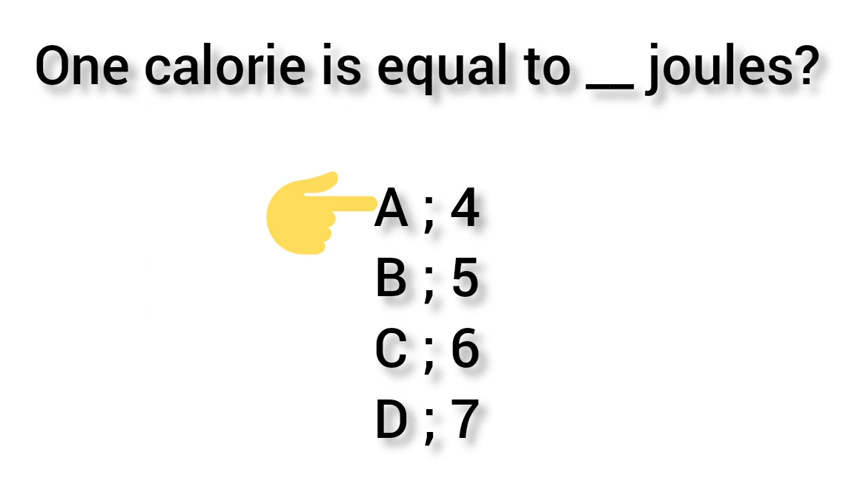 One calorie is equal to __ joules?
A ; 4
B ; 5
C ; 6
D ; 7